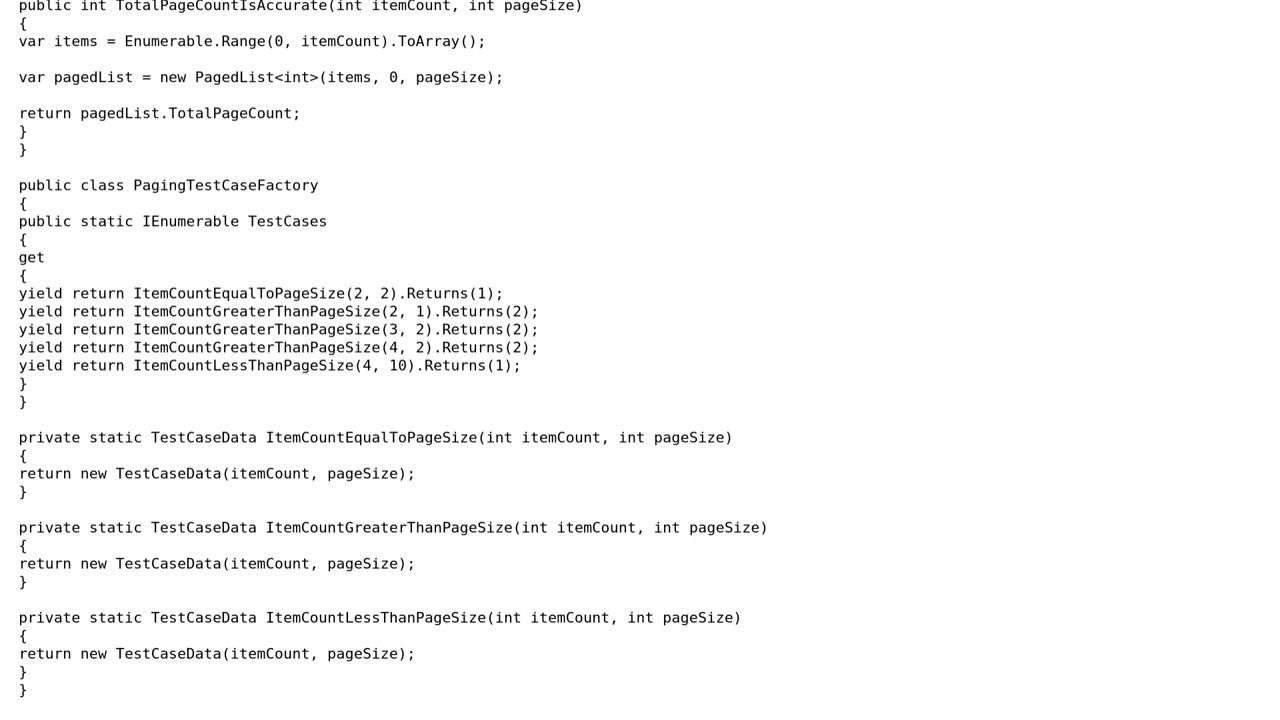 public int TotalPageCountIsAccurate(int itemCount, int pageSize)
{
var items = Enumerable.Range(0, itemCount).ToArray();
var pagedList = new PagedList<int>(items, 0, pageSize);
return pagedList.TotalPageCount;
}
}
public class PagingTestCaseFactory
{
public static IEnumerable TestCases
{
get
{
yield return ItemCountEqualToPageSize(2, 2).Returns(1);
yield return ItemCountGreaterThanPageSize(2, 1).Returns(2);
yield return ItemCountGreaterThanPageSize(3, 2).Returns(2);
yield return ItemCountGreaterThanPageSize(4, 2).Returns(2);
yield return ItemCountLessThanPageSize(4, 10).Returns(1);
}
}
private static TestCaseData ItemCountEqualToPageSize(int itemCount, int pageSize)
{
return new TestCaseData(itemCount, pageSize);
}
private static TestCaseData ItemCountGreaterThanPageSize(int itemCount, int pageSize)
{
return new TestCaseData(itemCount, pageSize);
}
private static TestCaseData ItemCountLessThanPageSize(int itemCount, int pageSize)
{
return new TestCaseData(itemCount, pageSize);
}
}